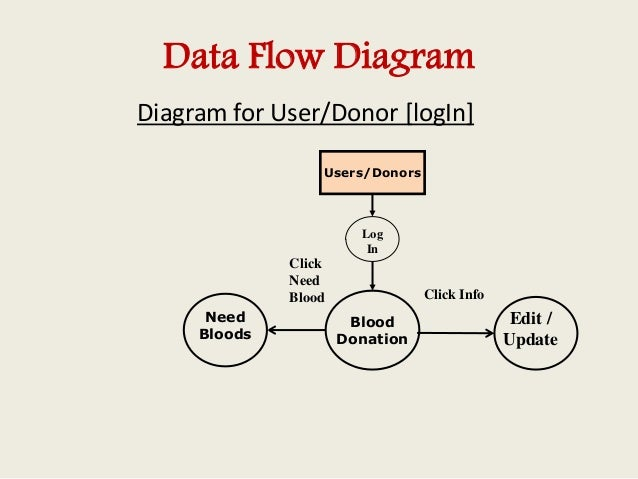 Data Flow Diagram
Diagram for User/Donor [logIn]
Users/Donors
Log
In
Click
Need
Blood
Click Info
Need
Bloods
Blood
Donation
Edit /
Update